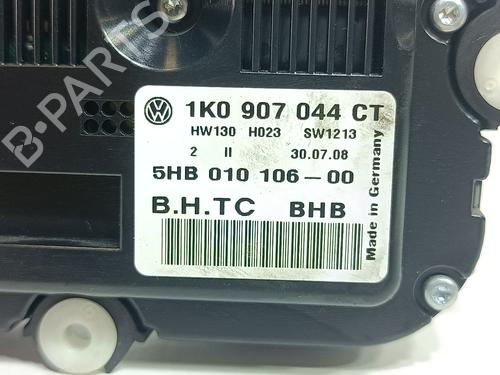 1K0 907 044 CT
HW130 H023 SW1213
2 II 30.07.08
5HB 010 106-00
B.H.TC BHB
Made in Germany
B-Parts